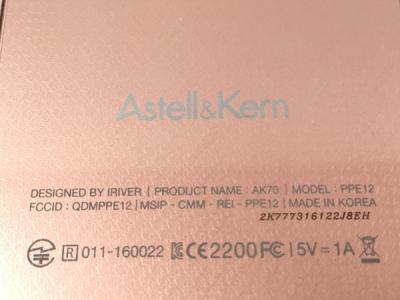 Astell&Kern
DESIGNED BY IRIVER | PRODUCT NAME : AK70 | MODEL : PPE12
FCCID : QDMPPE12 | MSIP - CMM - REI - PPE12 | MADE IN KOREA
2K777316122J8EH
R 011-160022 CE2200 FC | 5V = 1A